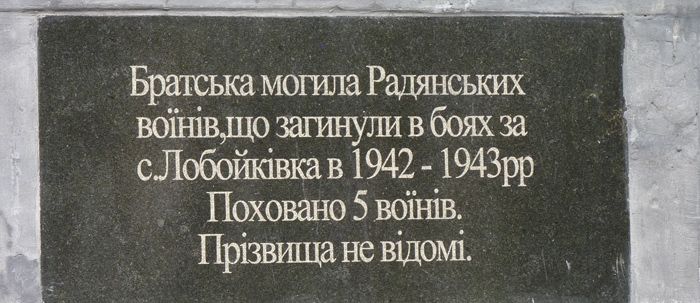 Братська могила Радянських
воїнів,що загинули в боях за
с.Лобойківка в 1942 - 1943рр
Поховано 5 воїнів.
Прізвища не відомі.